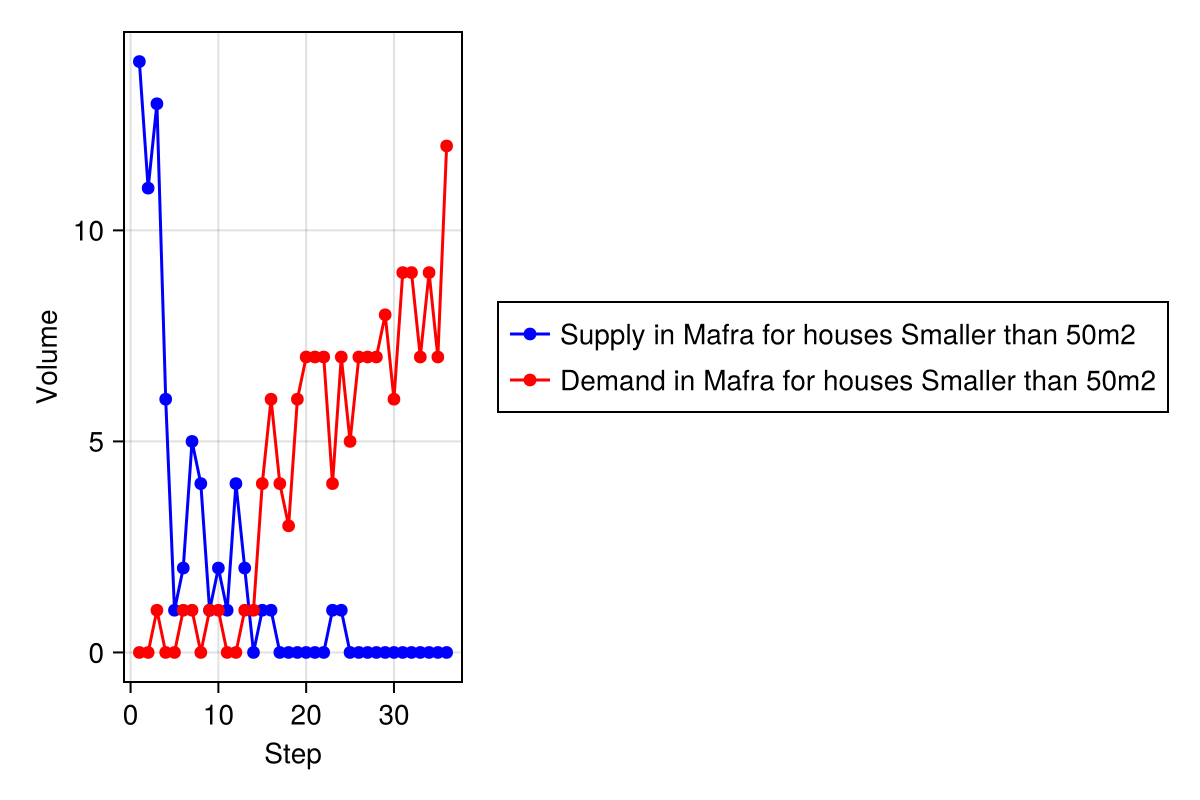 10
5
0
Volume
0 10 20 30
Step
Supply in Mafra for houses Smaller than 50m2
Demand in Mafra for houses Smaller than 50m2